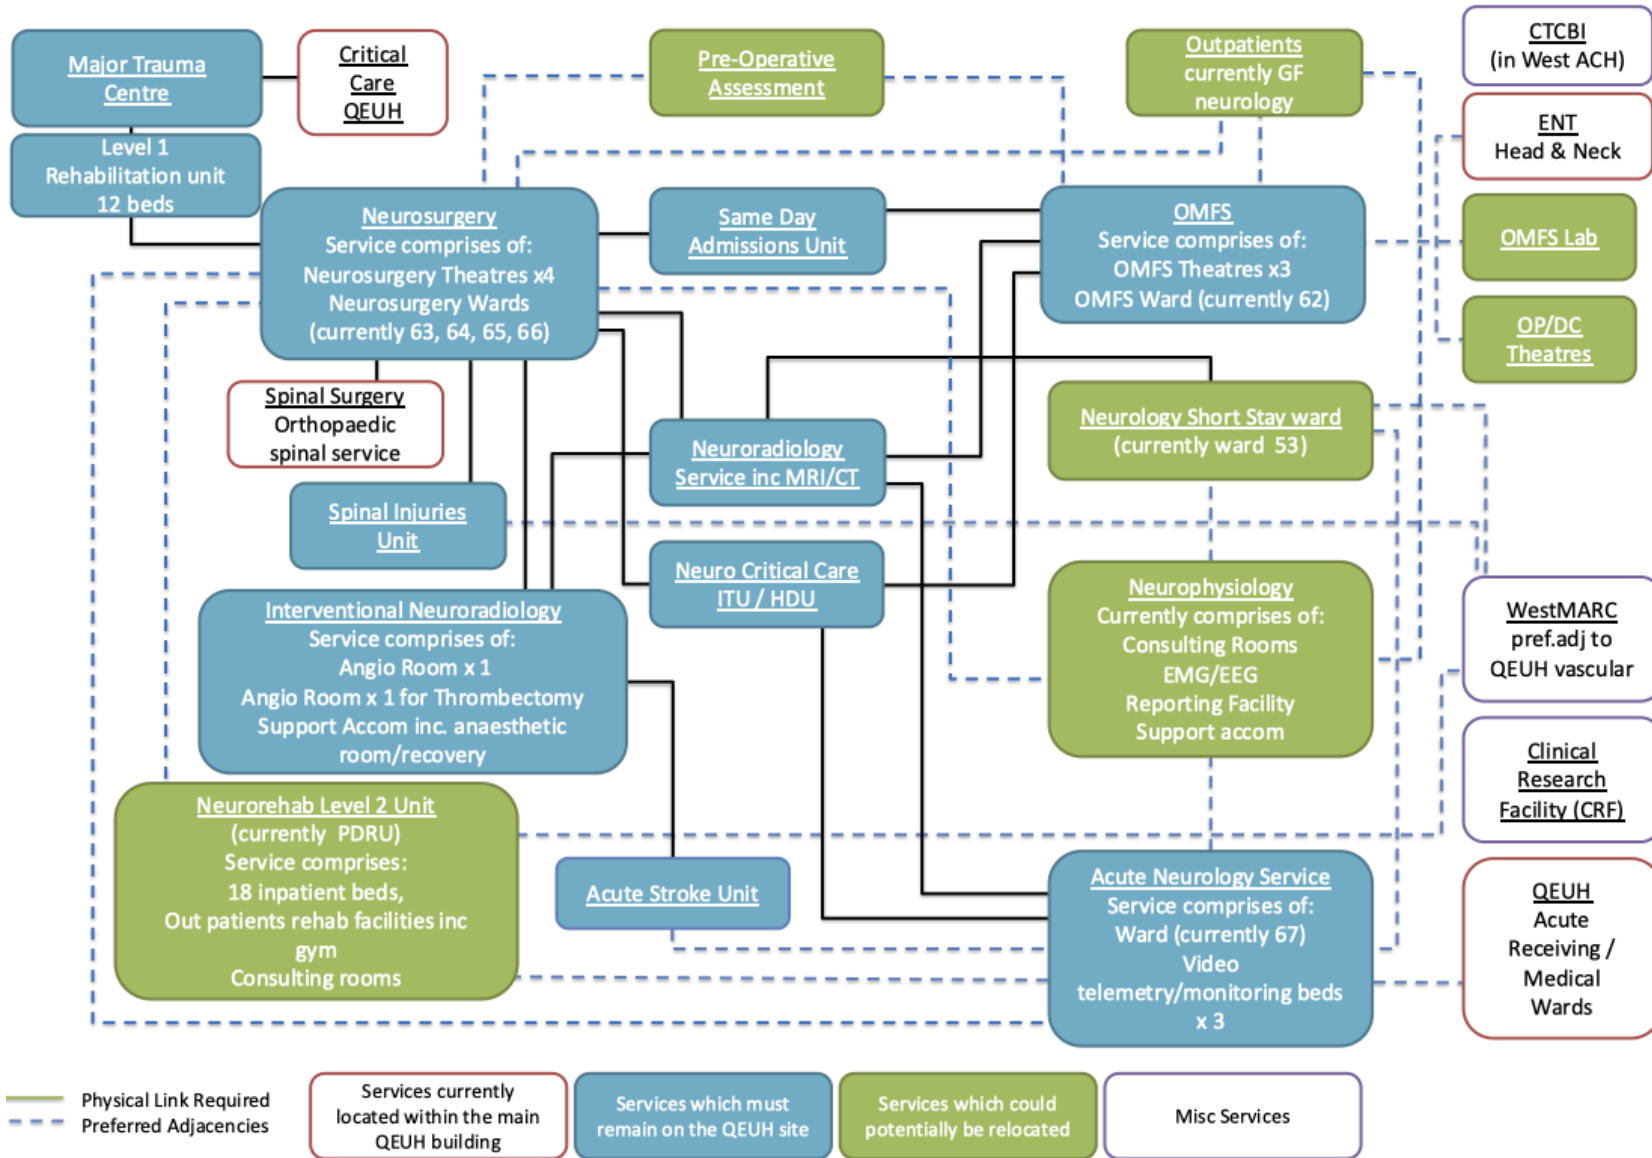 Major Trauma
Centre
Critical
Care
QEUH
Pre-Operative
Assessment
Outpatients
currently GF
neurology
CTCBI
(in West ACH)
ENT
Head & Neck
Level 1
Rehabilitation unit
12 beds
Neurosurgery
Service comprises of:
Neurosurgery Theatres x4
Neurosurgery Wards
(currently 63, 64, 65, 66)
Same Day
Admissions Unit
OMFS
Service comprises of:
OMFS Theatres x3
OMFS Ward (currently 62)
OMFS Lab
OP/DC
Theatres
Spinal Surgery
Orthopaedic
spinal service
Neuroradiology
Service inc MRI/CT
Neurology Short Stay ward
(currently ward 53)
Spinal Injuries
Unit
Neuro Critical Care
ITU / HDU
Neurophysiology
Currently comprises of:
Consulting Rooms
EMG/EEG
Reporting Facility
Support accom
WestMARC
pref.adj to
QEUH vascular
Interventional Neuroradiology
Service comprises of:
Angio Room x 1
Angio Room x 1 for Thrombectomy
Support Accom inc. anaesthetic
room/recovery
Clinical
Research
Facility (CRF)
Neurorehab Level 2 Unit
(currently PDRU)
Service comprises:
18 inpatient beds,
Out patients rehab facilities inc
gym
Consulting rooms
Acute Stroke Unit
Acute Neurology Service
Service comprises of:
Ward (currently 67)
Video
telemetry/monitoring beds
x 3
QEUH
Acute
Receiving /
Medical
Wards
Physical Link Required
Preferred Adjacencies
Services currently
located within the main
QEUH building
Services which must
remain on the QEUH site
Services which could
potentially be relocated
Misc Services